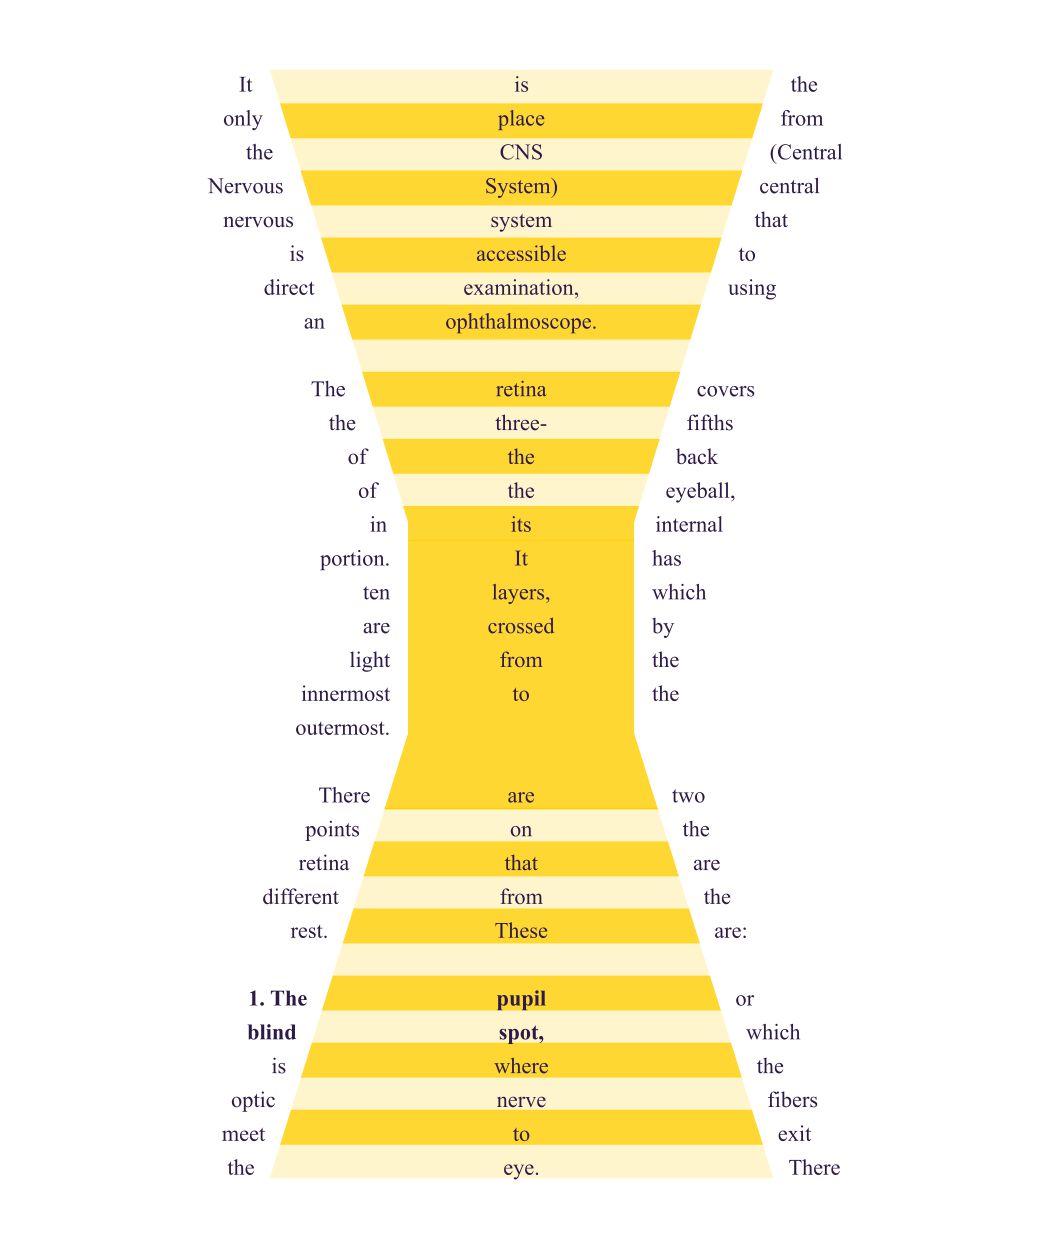 It is the
only place from
the CNS (Central
Nervous System) central
nervous system that
is accessible to
direct examination, using
an ophthalmoscope.
The retina covers
the three- fifths
of the back
of the eyeball,
in its internal
portion. It has
ten layers, which
are crossed by
light from the
innermost to the
outermost.
There are two
points on the
retina that are
different from the
rest. These are:
1. The pupil or
blind spot, which
is where the
optic nerve fibers
meet to exit
the eye. There